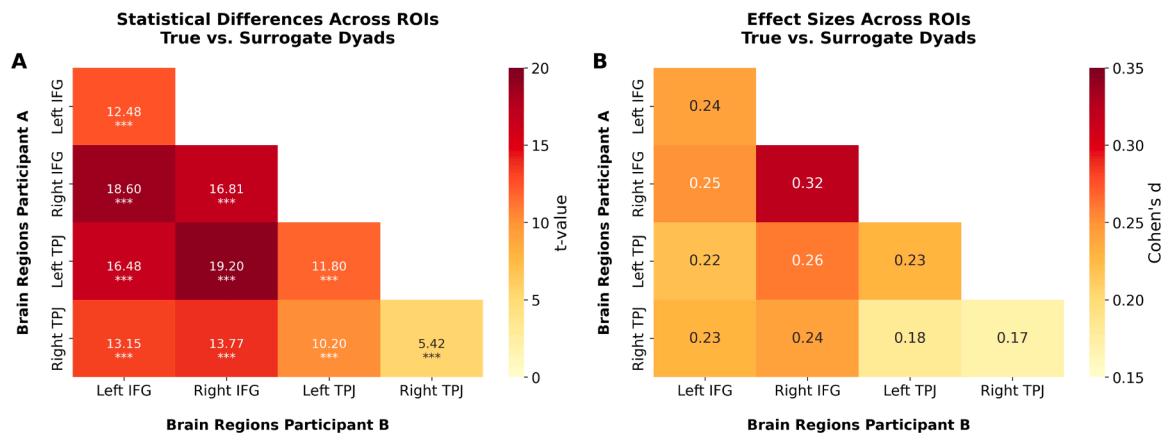 Statistical Differences Across ROIs
True vs. Surrogate Dyads
A
Brain Regions Participant A
Left IFG
Right IFG
Left TPJ
Right TPJ
12.48
***
18.60
***
16.81
***
16.48
***
19.20
***
11.80
***
13.15
***
13.77
***
10.20
***
5.42
***
Left IFG
Right IFG
Left TPJ
Right TPJ
Brain Regions Participant B
20
15
10
5
0
t-value
Effect Sizes Across ROIs
True vs. Surrogate Dyads
B
Brain Regions Participant A
Left IFG
Right IFG
Left TPJ
Right TPJ
0.24
0.25
0.32
0.22
0.26
0.23
0.23
0.24
0.18
0.17
Left IFG
Right IFG
Left TPJ
Right TPJ
Brain Regions Participant B
0.35
0.30
0.25
0.20
0.15
Cohen's d